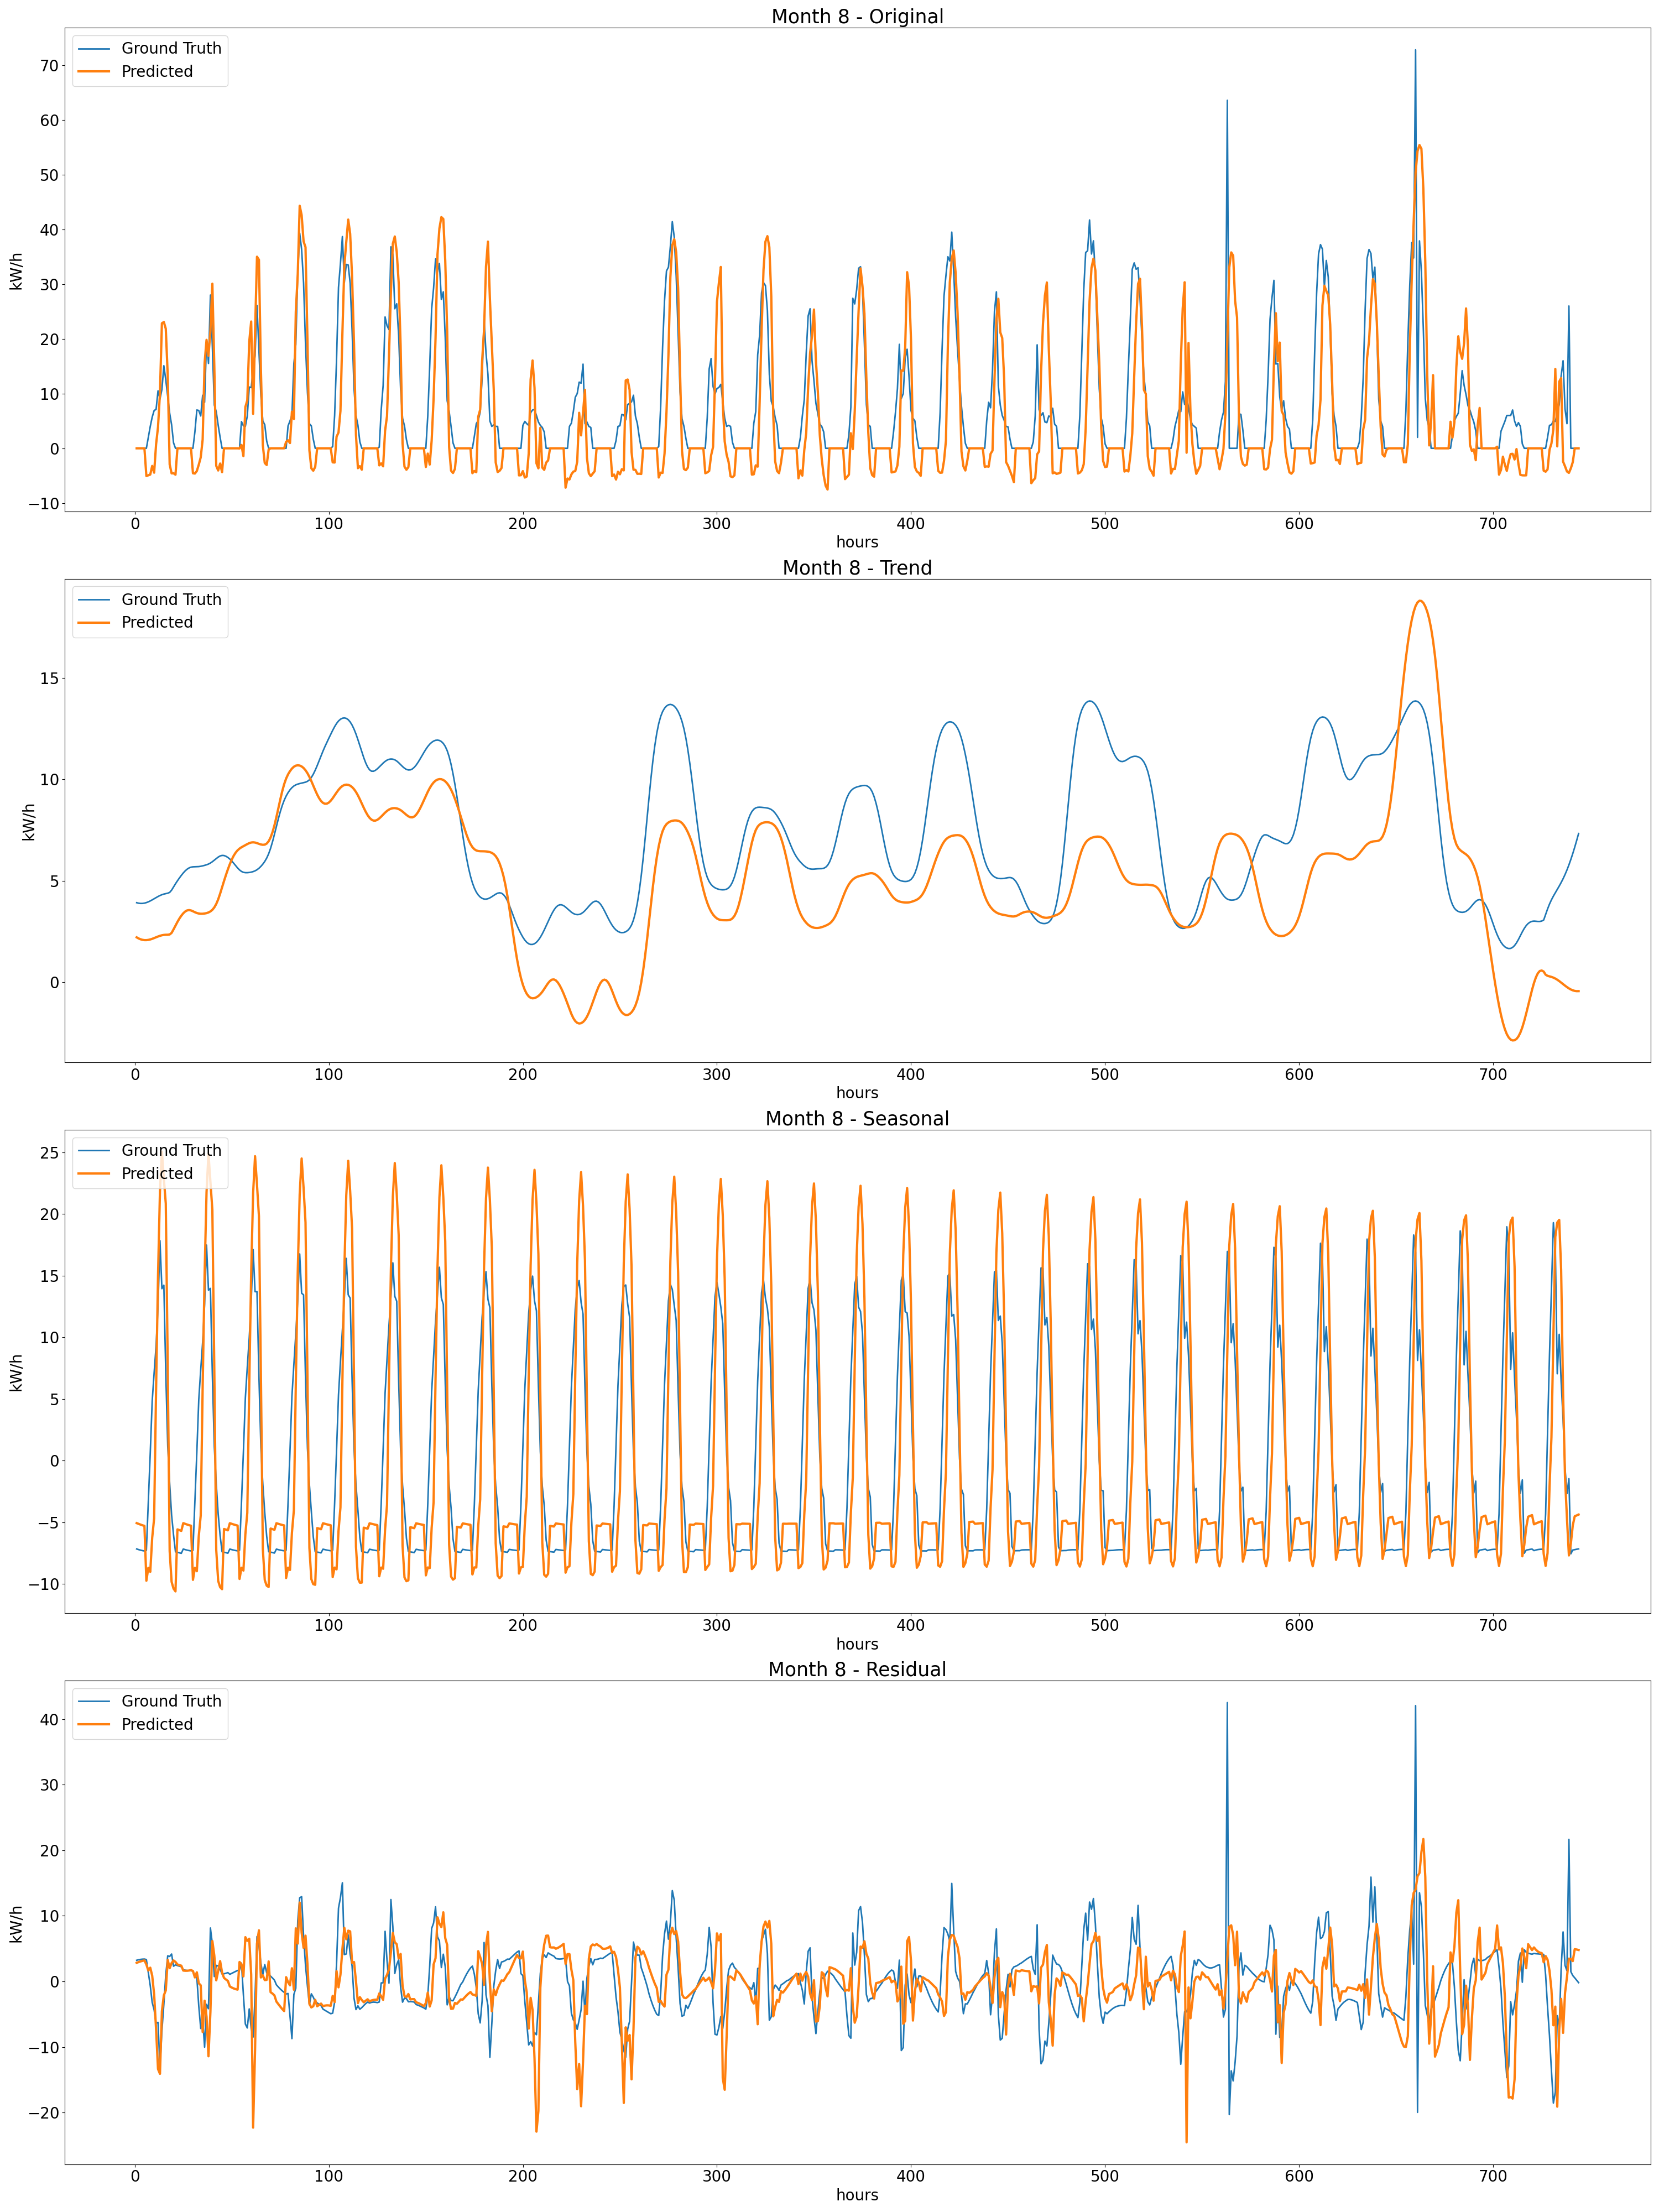 Month 8 - Original
Ground Truth
Predicted
70
60
50
40
30
20
10
0
−10
kW/h
0 100 200 300 400 500 600 700
hours
Month 8 - Trend
Ground Truth
Predicted
15
10
5
0
kW/h
0 100 200 300 400 500 600 700
hours
Month 8 - Seasonal
Ground Truth
Predicted
25
20
15
10
5
0
−5
−10
kW/h
0 100 200 300 400 500 600 700
hours
Month 8 - Residual
Ground Truth
Predicted
40
30
20
10
0
−10
−20
kW/h
0 100 200 300 400 500 600 700
hours